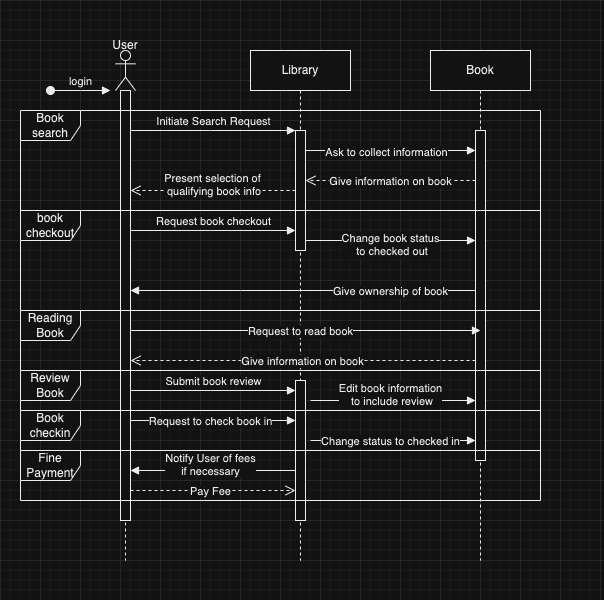 User
login
Library
Book
Book
search
Initiate Search Request
Ask to collect information
Present selection of
qualifying book info
Give information on book
book
checkout
Request book checkout
Change book status
to checked out
Give ownership of book
Reading
Book
Request to read book
Give information on book
Review
Book
Submit book review
Edit book information
to include review
Book
checkin
Request to check book in
Change status to checked in
Fine
Payment
Notify User of fees
if necessary
Pay Fee